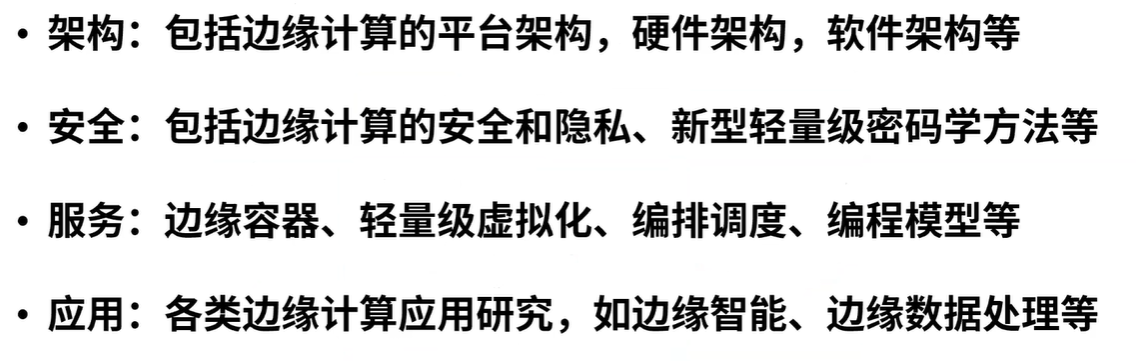 • 架构：包括边缘计算的平台架构，硬件架构，软件架构等
• 安全：包括边缘计算的安全和隐私、新型轻量级密码学方法等
• 服务：边缘容器、轻量级虚拟化、编排调度、编程模型等
• 应用：各类边缘计算应用研究，如边缘智能、边缘数据处理等